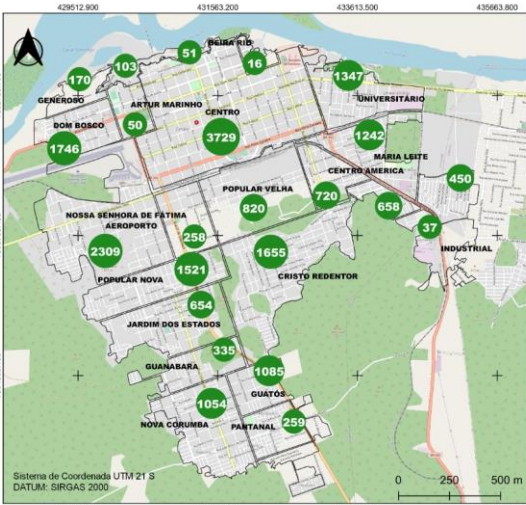 429512.900 431563.200 433613.500 435663.800
BEIRA RIO
51
103
16
170
1347
GENEROSO
ARTUR MARINHO
UNIVERSITÁRIO
CENTRO
DOM BOSCO
50
3729
1242
1746
MARIA LEITE
CENTRO AMERICA
450
POPULAR VELHA
720
820
658
NOSSA SENHORA DE FÁTIMA
AEROPORTO
37
258
2309
1655
INDUSTRIAL
1521
CRISTO REDENTOR
POPULAR NOVA
654
JARDIM DOS ESTADOS
335
GUANABARA
1085
GUATÓS
1054
259
NOVA CORUMBA
PANTANAL
Sistema de Coordenada UTM 21 S
DATUM: SIRGAS 2000
0 250 500 m